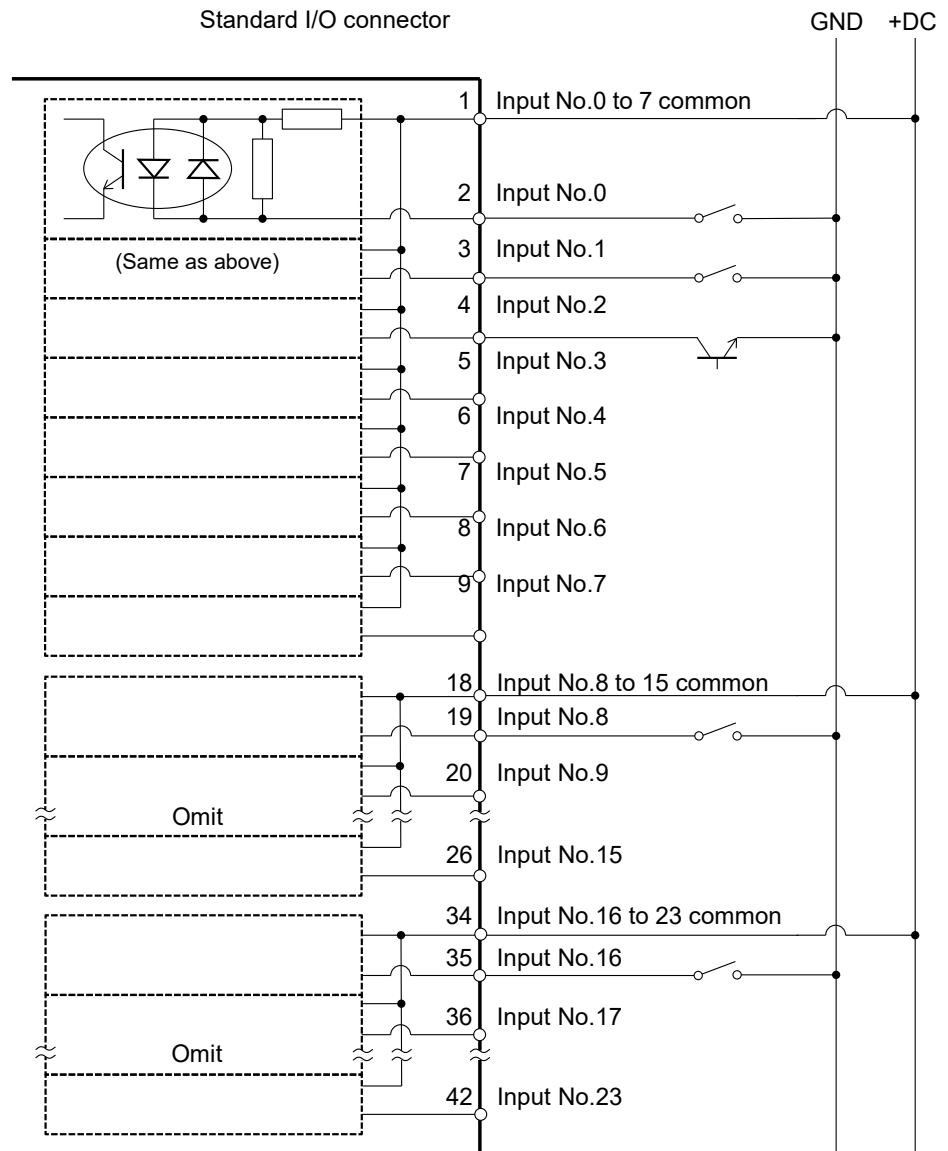 Standard I/O connector
GND +DC
1 Input No.0 to 7 common
2 Input No.0
(Same as above)
3 Input No.1
4 Input No.2
5 Input No.3
6 Input No.4
7 Input No.5
8 Input No.6
9 Input No.7
18 Input No.8 to 15 common
19 Input No.8
20 Input No.9
Omit
26 Input No.15
34 Input No.16 to 23 common
35 Input No.16
36 Input No.17
Omit
42 Input No.23